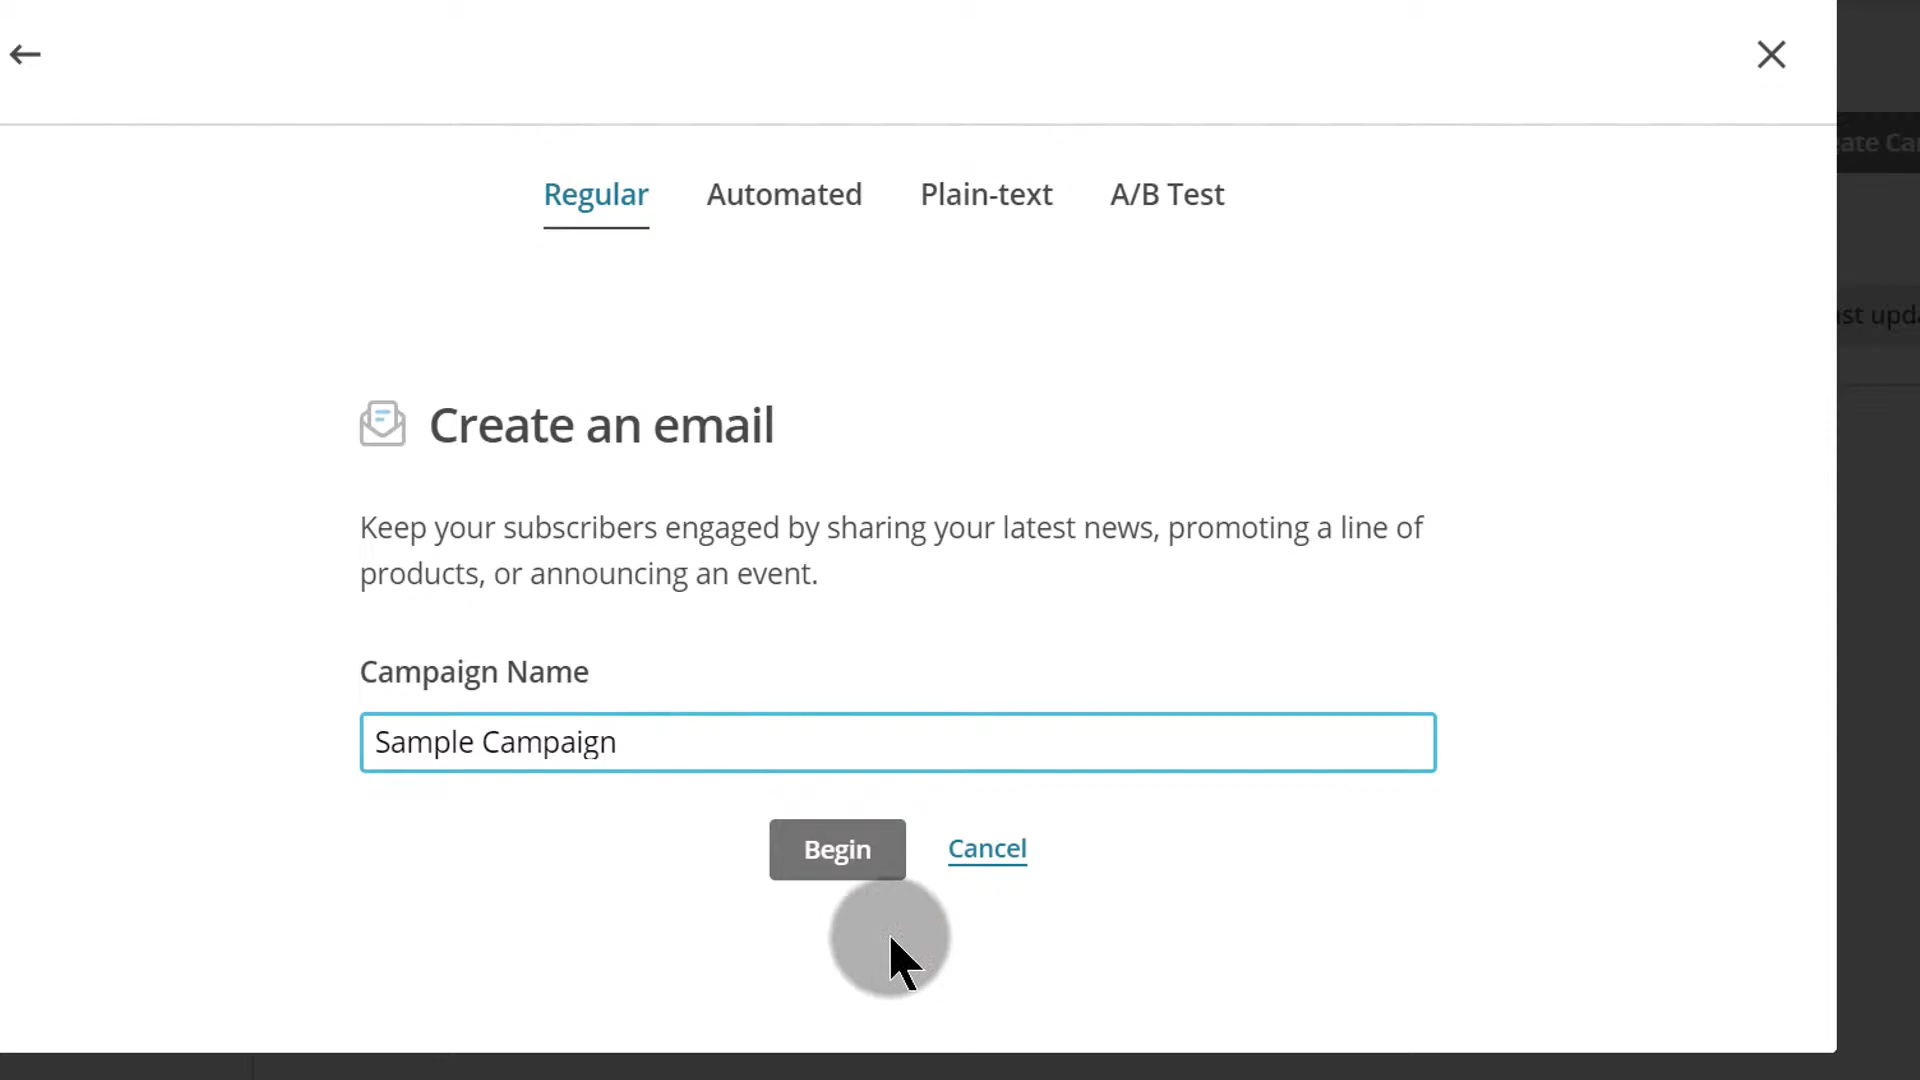 Regular Automated Plain-text A/B Test
Create an email
Keep your subscribers engaged by sharing your latest news, promoting a line of
products, or announcing an event.
Campaign Name
Sample Campaign
Begin Cancel